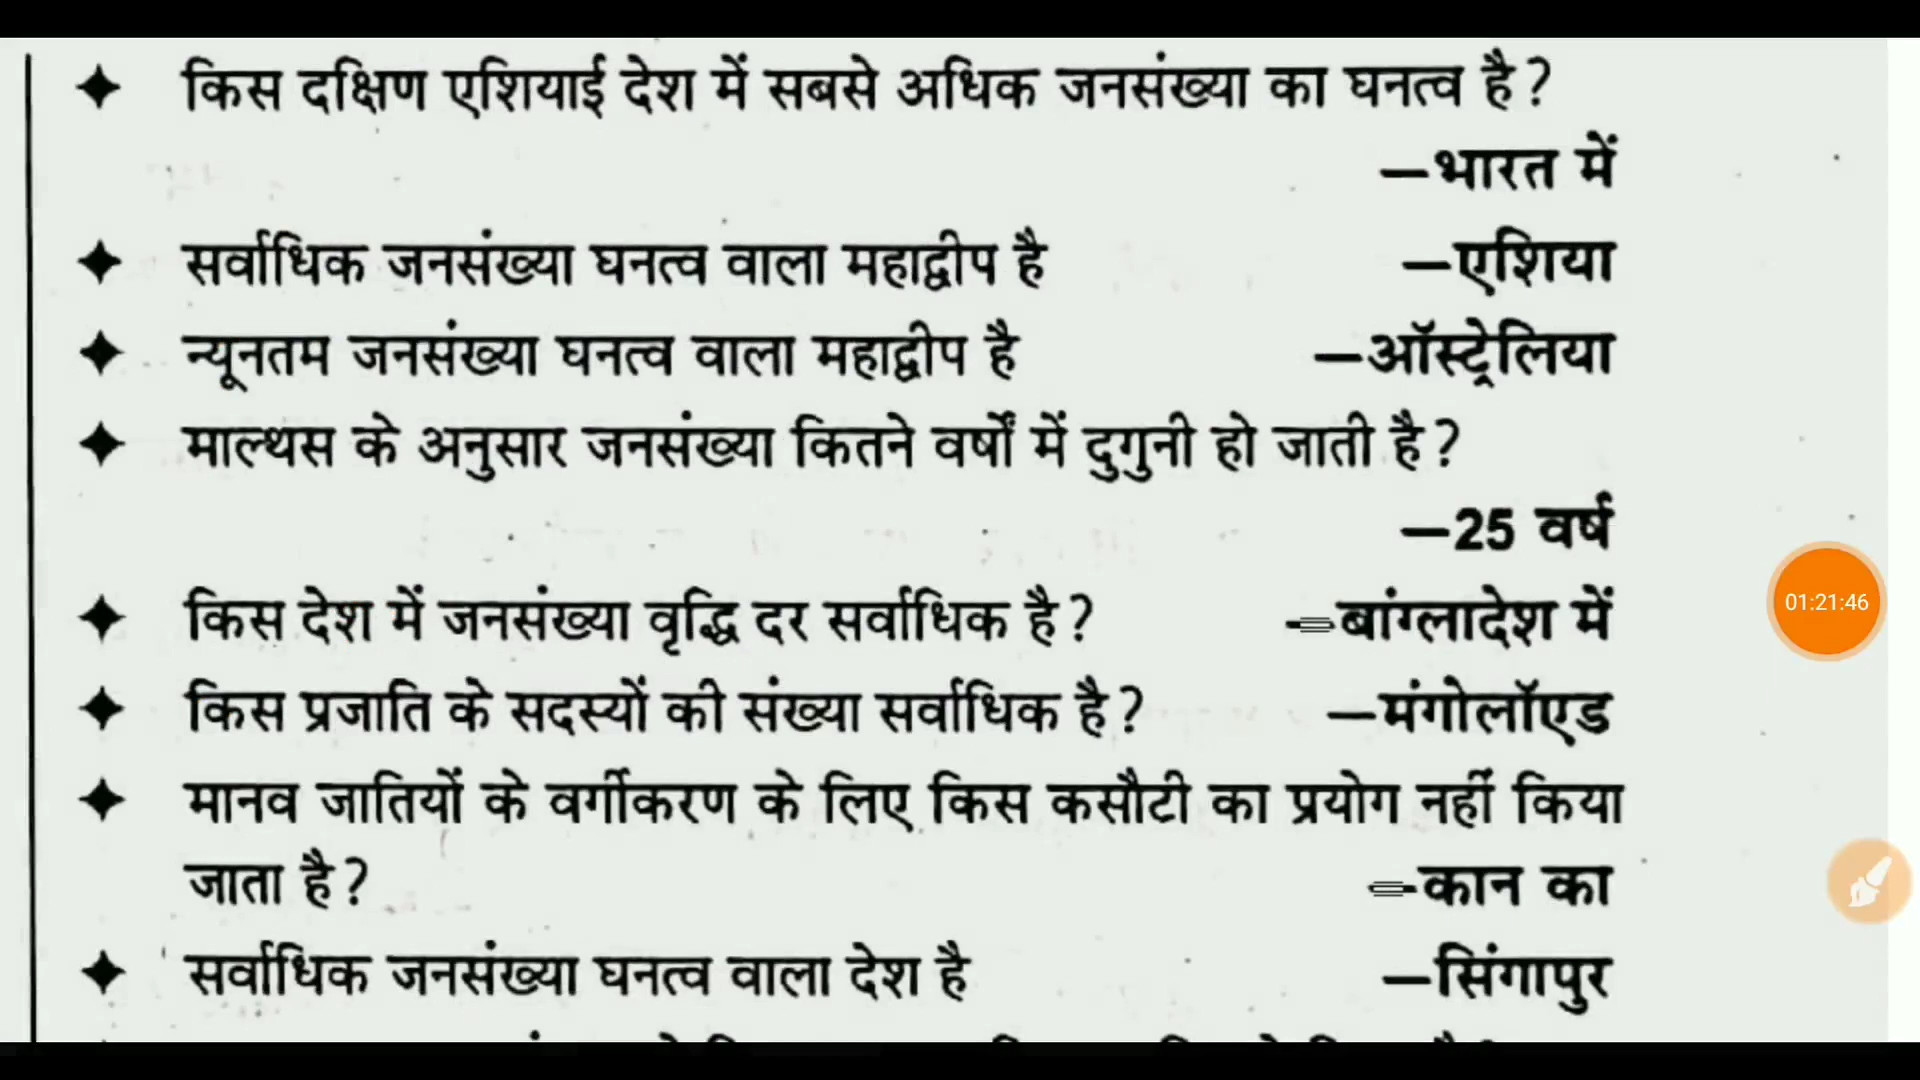 ✦ किस दक्षिण एशियाई देश में सबसे अधिक जनसंख्या का घनत्व है?
—भारत में
✦ सर्वाधिक जनसंख्या घनत्व वाला महाद्वीप है —एशिया
✦ न्यूनतम जनसंख्या घनत्व वाला महाद्वीप है —ऑस्ट्रेलिया
✦ माल्थस के अनुसार जनसंख्या कितने वर्षों में दुगुनी हो जाती है?
—25 वर्ष
✦ किस देश में जनसंख्या वृद्धि दर सर्वाधिक है? —बांग्लादेश में
01:21:46
✦ किस प्रजाति के सदस्यों की संख्या सर्वाधिक है? —मंगोलॉएड
✦ मानव जातियों के वर्गीकरण के लिए किस कसौटी का प्रयोग नहीं किया
जाता है? —कान का
✦ सर्वाधिक जनसंख्या घनत्व वाला देश है —सिंगापुर